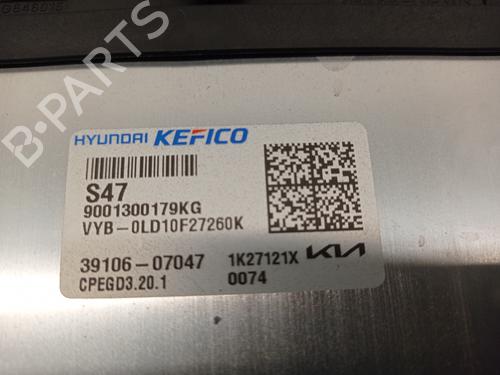 HYUNDAI KEFICO
S47
9001300179KG
VYB-0LD10F27260K
39106-07047 1K27121X KIA
CPEGD3.20.1 0074
B-PARTS